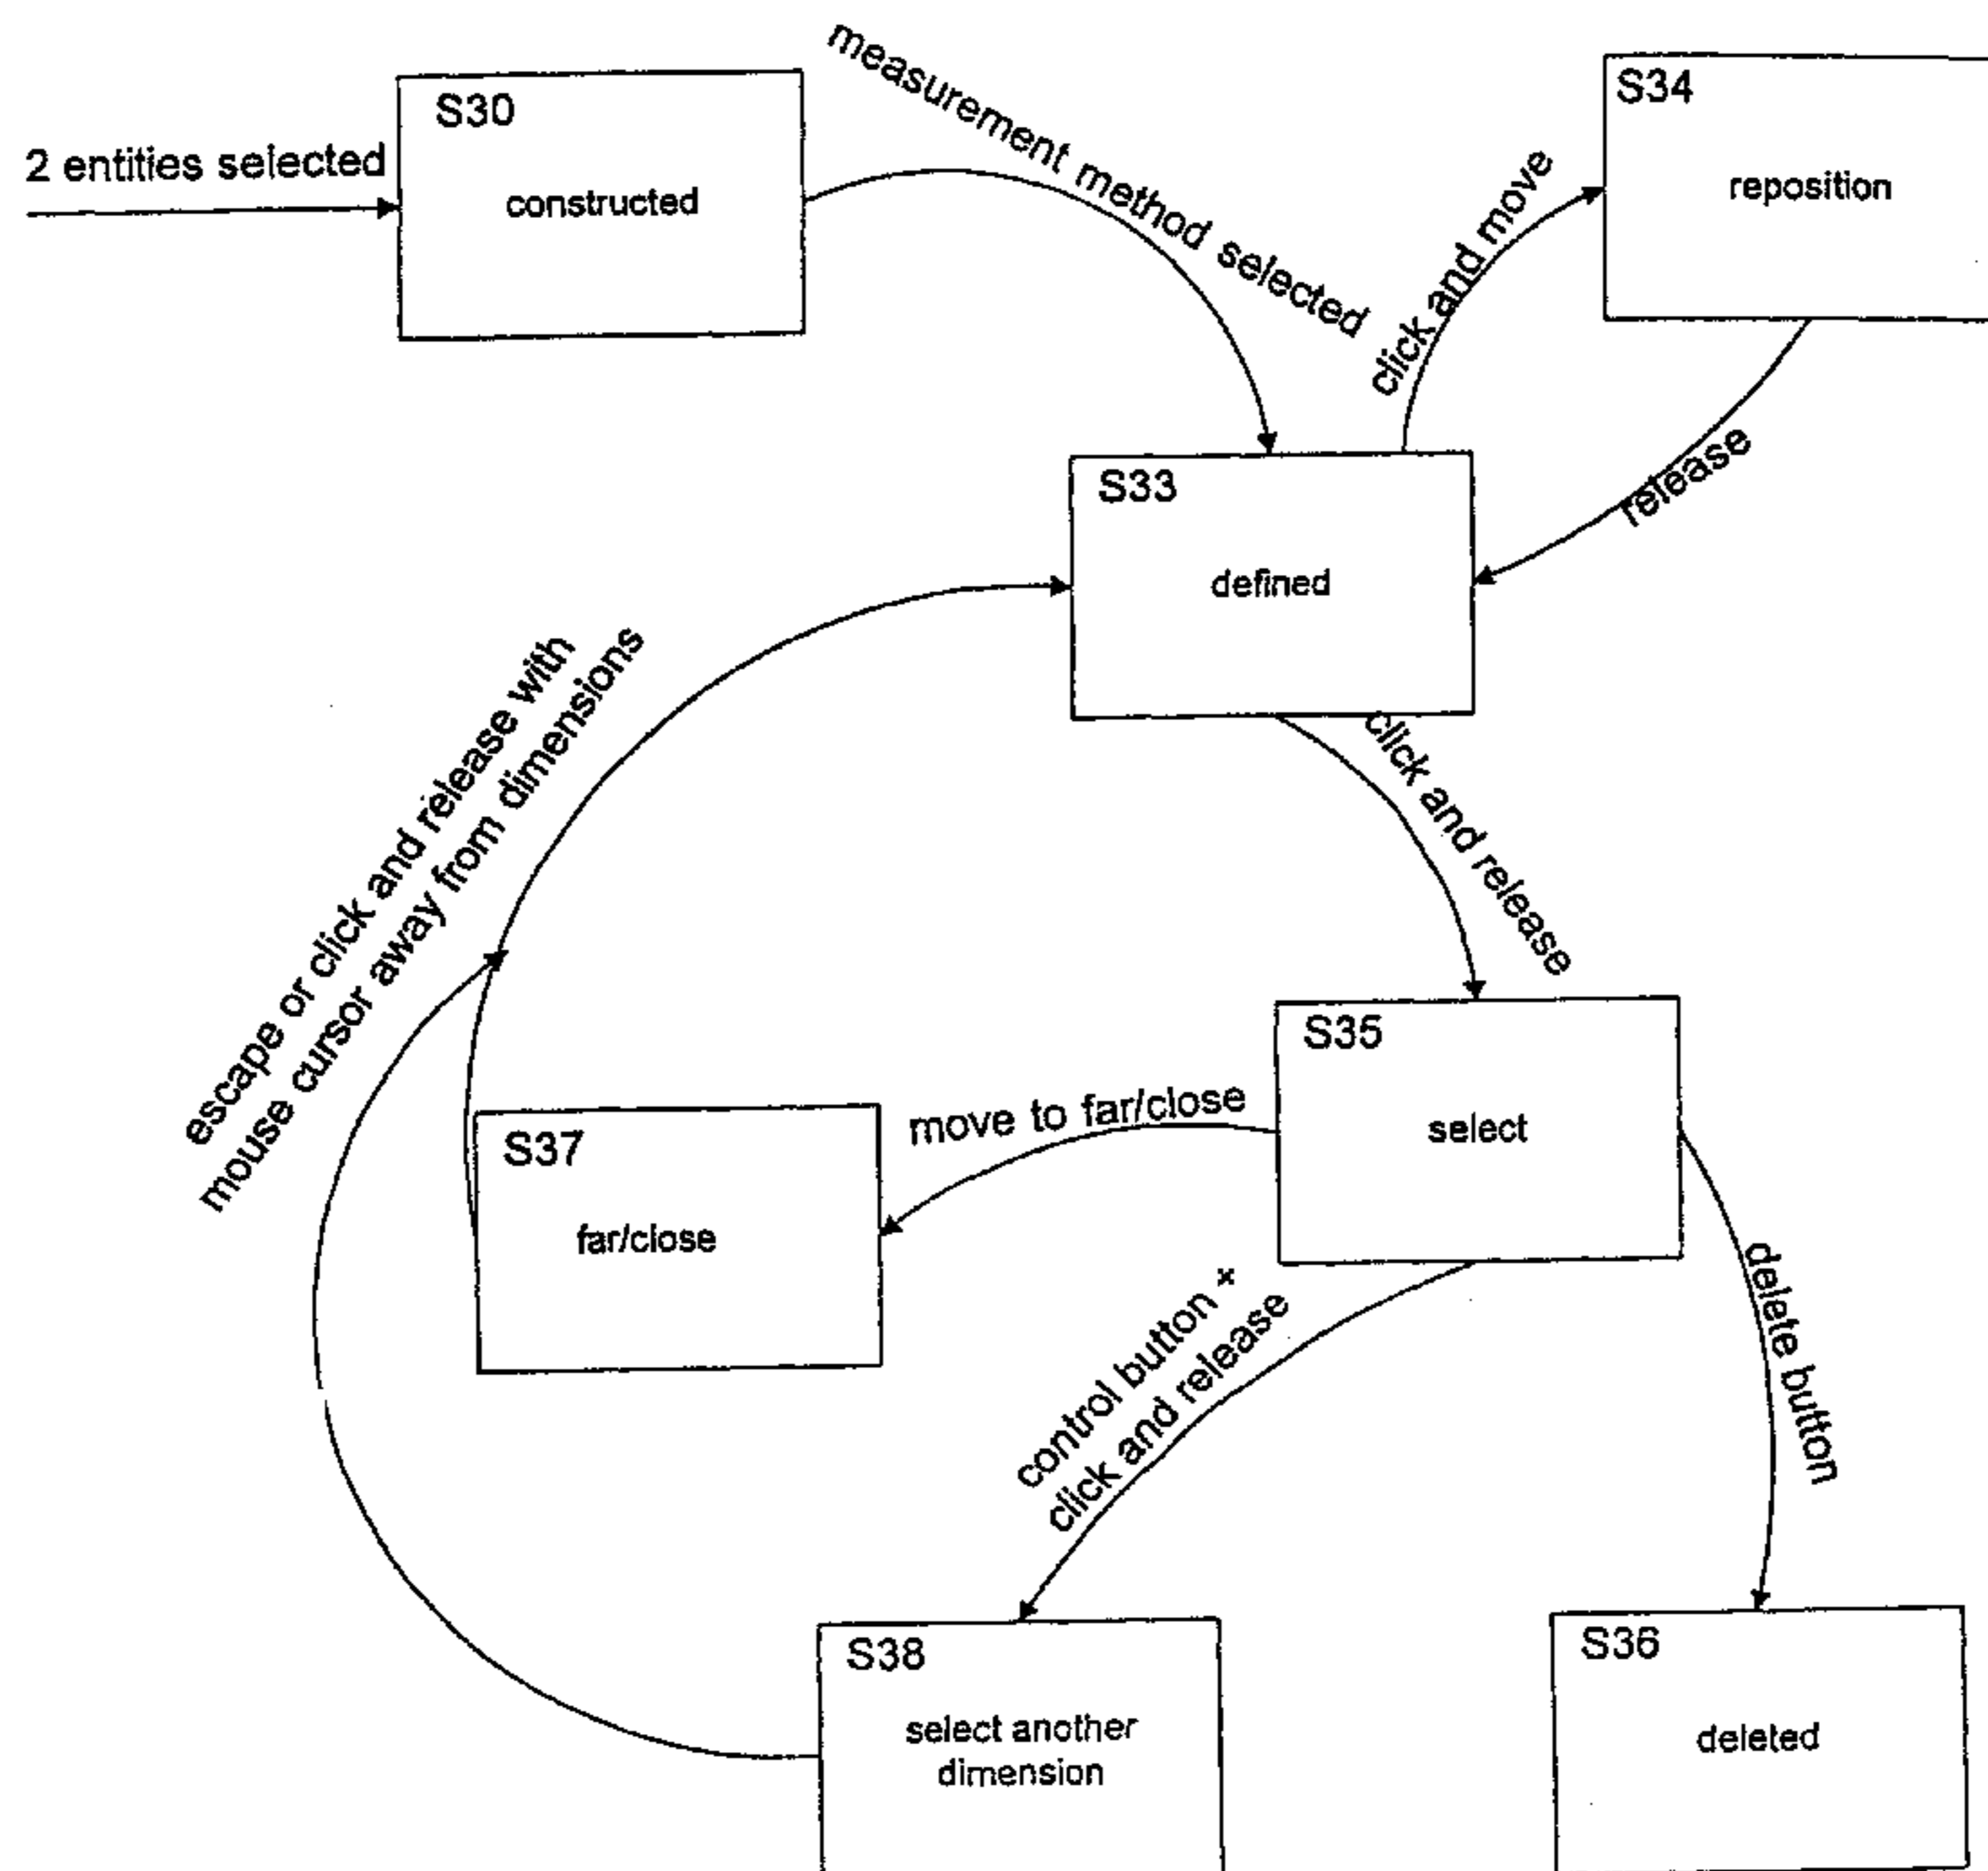 2 entities selected
S30
constructed
measurement method selected
S34
reposition
click and move
release
S33
defined
escape or click and release with
mouse cursor away from dimensions
click and release
S35
select
move to far/close
S37
far/close
control button +
click and release
delete button
S38
select another
dimension
S36
deleted